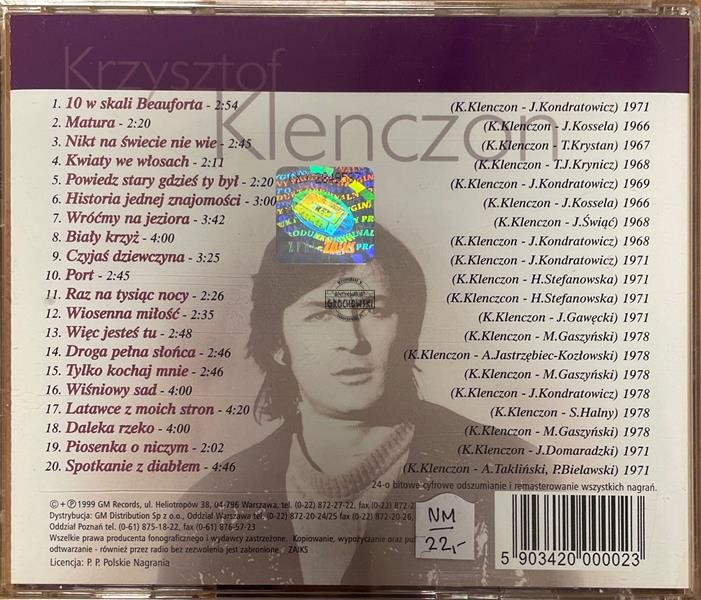 Krzysztof
Klenczon
1. 10 w skali Beauforta - 2:54 (K.Klenczon - J.Kondratowicz) 1971
2. Matura - 2:20 (K.Klenczon - J.Kossela) 1966
3. Nikt na świecie nie wie - 2:45 (K.Klenczon - T.Krystan) 1967
4. Kwiaty we włosach - 2:11 (K.Klenczon - T.J.Krynicz) 1968
5. Powiedz stary gdzieś ty był - 2:20 (K.Klenczon - J.Kondratowicz) 1969
6. Historia jednej znajomości - 3:00 (K.Klenczon - J.Kossela) 1966
7. Wróćmy na jeziora - 3:42 (K.Klenczon - J.Świąć) 1968
8. Biały krzyż - 4:00 (K.Klenczon - J.Kondratowicz) 1968
9. Czyjaś dziewczyna - 3:25 (K.Klenczon - J.Kondratowicz) 1971
10. Port - 2:45 (K.Klenczon - H.Stefanowska) 1971
11. Raz na tysiąc nocy - 2:26 (K.Klenczcon - H.Stefanowska) 1971
12. Wiosenna miłość - 2:35 (K.Klenczon - J.Gawęcki) 1971
13. Więc jesteś tu - 2:48 (K.Klenczon - M.Gaszyński) 1978
14. Droga pełna słońca - 2:46 (K.Klenczon - A.Jastrzębiec-Kozłowski) 1978
15. Tylko kochaj mnie - 2:46 (K.Klenczon - M.Gaszyński) 1978
16. Wiśniowy sad - 4:00 (K.Klenczon - J.Kondratowicz) 1978
17. Latawce z moich stron - 4:20 (K.Klenczon - S.Halny) 1978
18. Daleka rzeko - 4:00 (K.Klenczon - M.Gaszyński) 1978
19. Piosenka o niczym - 2:02 (K.Klenczon - J.Domaradzki) 1971
20. Spotkanie z diabłem - 4:46 (K.Klenczon - A.Takliński, P.Bielawski) 1971
GROCHOWSKI
ZAIKS
24-o bitowe cyfrowe odszumianie i remasterowanie wszystkich nagrań.
© + ℗ 1999 GM Records, ul. Heliotropów 38, 04-796 Warszawa, tel. (0-22) 872-27-22,
Dystrybucja: GM Distribution Sp z o.o., Oddział Warszawa tel. (0-22) 872-20-24/25 fax (0-22) 872-20-26,
Oddział Poznań tel. (0-61) 875-18-22, fax (0-61) 876-57-23
Wszelkie prawa producenta fonograficznego i wydawcy zastrzeżone. Kopiowanie, wypożyczanie oraz
odtwarzanie - również przez radio bez zezwolenia jest zabronione ZAIKS
Licencja: P. P. Polskie Nagrania
NM
22,-
5 903420 000023